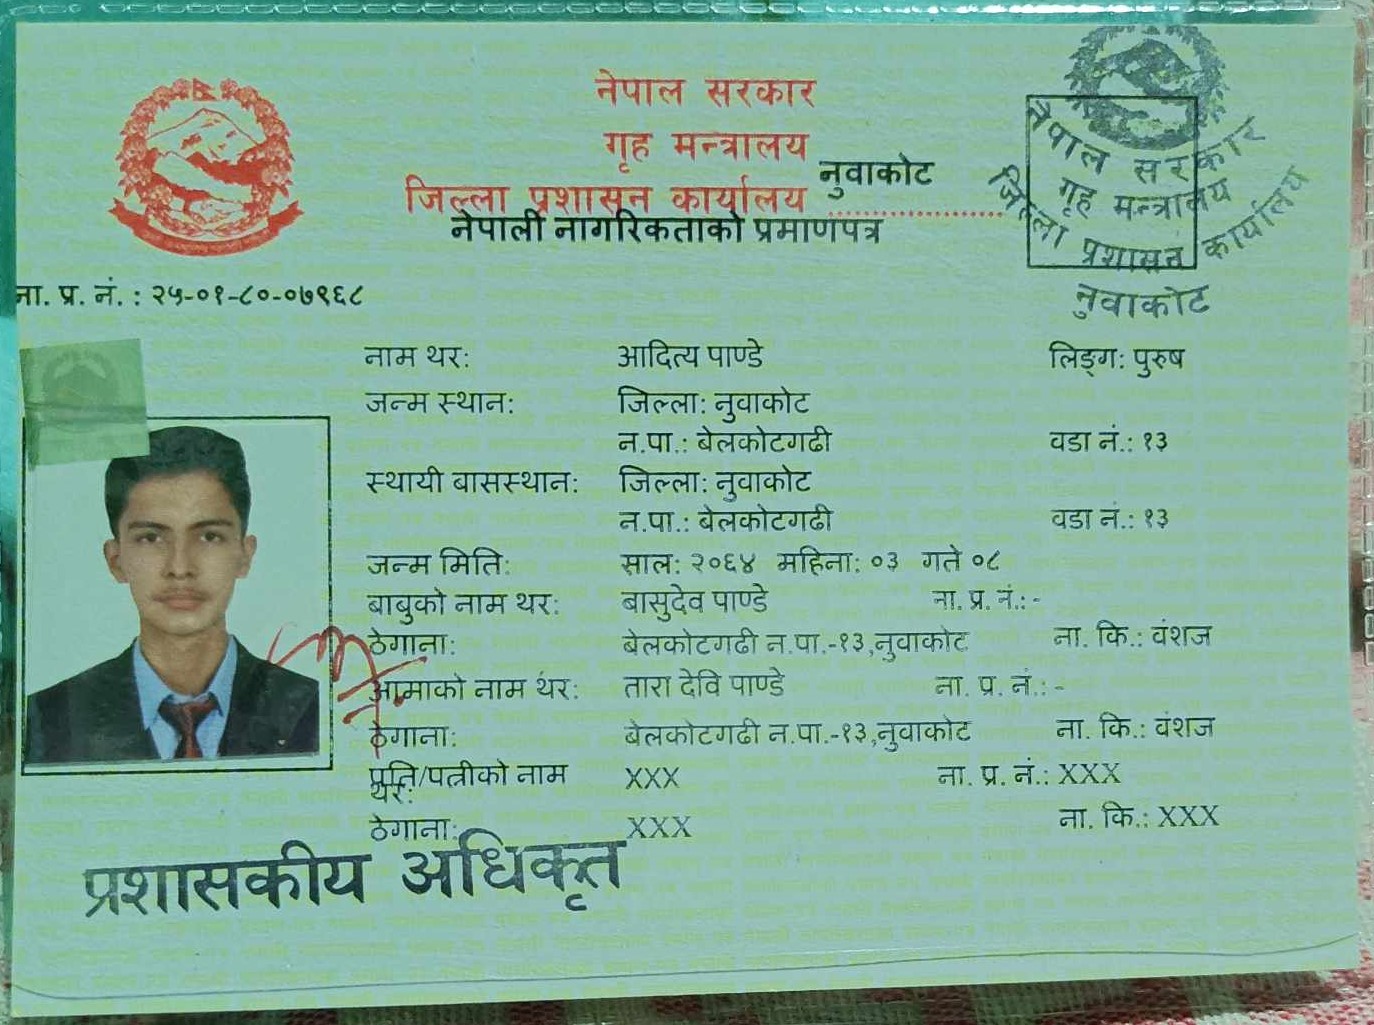 नेपाल सरकार
गृह मन्त्रालय
जिल्ला प्रशासन कार्यालय नुवाकोट
नेपाली नागरिकताको प्रमाणपत्र
नेपाल सरकार
गृह मन्त्रालय
जिल्ला प्रशासन कार्यालय
नुवाकोट
ना. प्र. नं. : २५-०१-८०-०७९६८
नाम थर: आदित्य पाण्डे लिङ्ग: पुरुष
जन्म स्थान: जिल्ला: नुवाकोट
न.पा.: बेलकोटगढी वडा नं.: १३
स्थायी बासस्थान: जिल्ला: नुवाकोट
न.पा.: बेलकोटगढी वडा नं.: १३
जन्म मिति: साल: २०६४ महिना: ०३ गते ०८
बाबुको नाम थर: बासुदेव पाण्डे ना. प्र. नं.:-
ठेगाना: बेलकोटगढी न.पा.-१३,नुवाकोट ना. कि.: वंशज
आमाको नाम थर: तारा देवि पाण्डे ना. प्र. नं.:-
ठेगाना: बेलकोटगढी न.पा.-१३,नुवाकोट ना. कि.: वंशज
पति/पत्नीको नाम थर: XXX ना. प्र. नं.: XXX
ठेगाना: XXX ना. कि.: XXX
प्रशासकीय अधिकृत